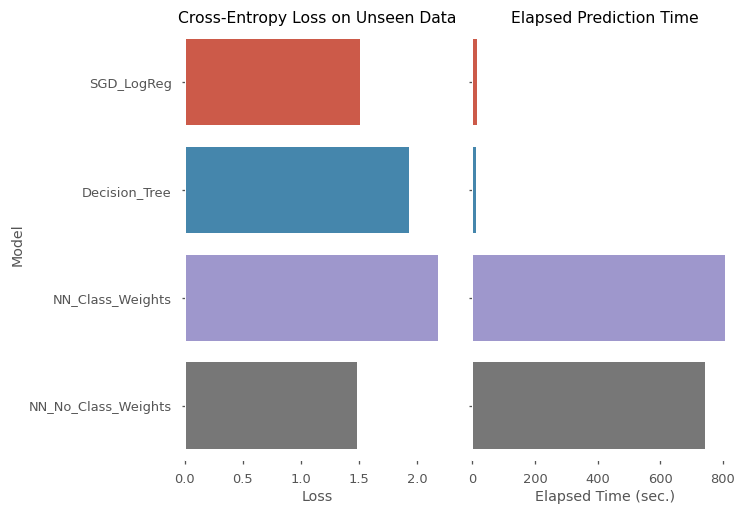 Cross-Entropy Loss on Unseen Data
Elapsed Prediction Time
Model
SGD_LogReg
Decision_Tree
NN_Class_Weights
NN_No_Class_Weights
0.0 0.5 1.0 1.5 2.0
0 200 400 600 800
Loss
Elapsed Time (sec.)